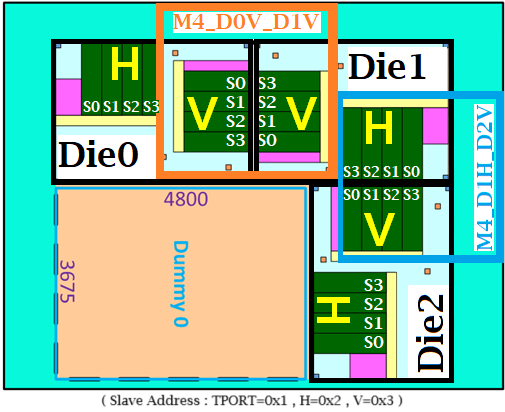 M4_D0V_D1V
H
S0 S1 S2 S3
Die0
V
S0
S1
S2
S3
S3
S2
S1
S0
V
Die1
H
S3 S2 S1 S0
M4_D1H_D2V
S0 S1 S2 S3
V
4800
3675
Dummy 0
H
S3
S2
S1
S0
Die2
( Slave Address : TPORT=0x1 , H=0x2 , V=0x3 )